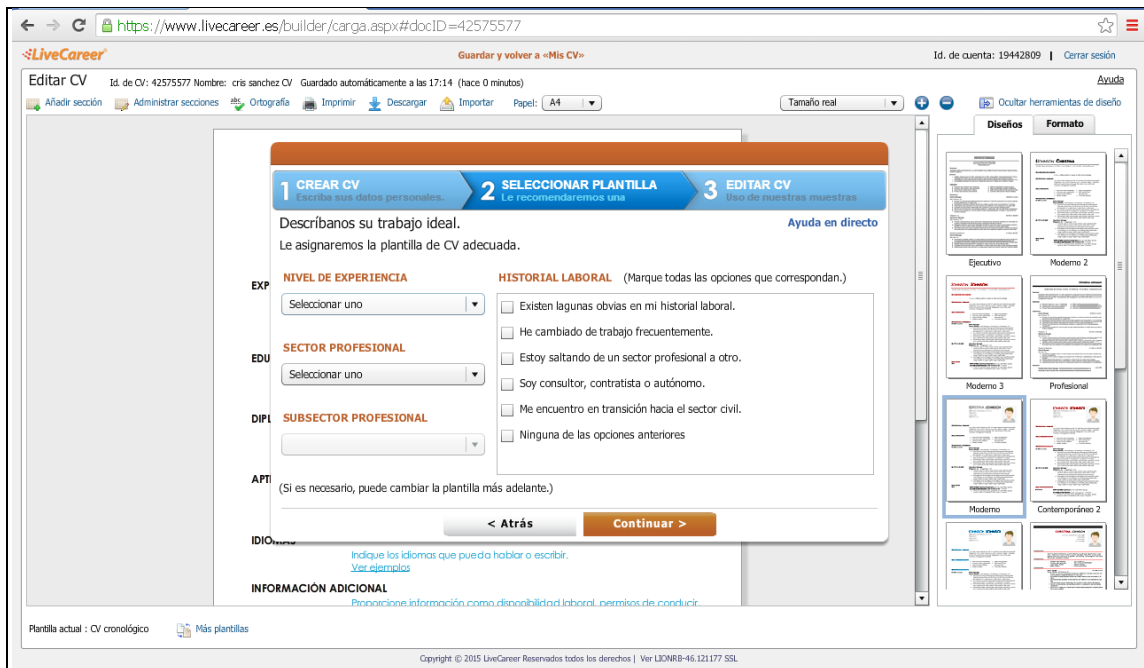 https://www.livecareer.es/builder/carga.aspx#docID=42575577
LiveCareer®
Guardar y volver a «Mis CV»
Id. de cuenta: 19442809 | Cerrar sesión
Editar CV
Id. de CV: 42575577 Nombre: cris sanchez CV Guardado automáticamente a las 17:14 (hace 0 minutos)
Ayuda
Añadir sección
Administrar secciones
Ortografía
Imprimir
Descargar
Importar
Papel: A4
Tamaño real
Ocultar herramientas de diseño
Diseños
Formato
1 CREAR CV
Escriba sus datos personales.
2 SELECCIONAR PLANTILLA
Le recomendaremos una
3 EDITAR CV
Uso de nuestras muestras
Descríbanos su trabajo ideal.
Ayuda en directo
Le asignaremos la plantilla de CV adecuada.
NIVEL DE EXPERIENCIA
Seleccionar uno
SECTOR PROFESIONAL
Seleccionar uno
SUBSECTOR PROFESIONAL
HISTORIAL LABORAL (Marque todas las opciones que correspondan.)
Existen lagunas obvias en mi historial laboral.
He cambiado de trabajo frecuentemente.
Estoy saltando de un sector profesional a otro.
Soy consultor, contratista o autónomo.
Me encuentro en transición hacia el sector civil.
Ninguna de las opciones anteriores
(Si es necesario, puede cambiar la plantilla más adelante.)
< Atrás
Continuar >
EXP
EDU
DIPL
APTI
IDIOMAS
Indique los idiomas que pueda hablar o escribir.
Ver ejemplos
INFORMACIÓN ADICIONAL
Proporcione información como disponibilidad laboral, permisos de conducir
Ejecutivo
Moderno 2
Moderno 3
Profesional
Moderno
Contemporáneo 2
Plantilla actual : CV cronológico
Más plantillas
Copyright © 2015 LiveCareer Reservados todos los derechos | Ver LIONRB-46.121177 SSL